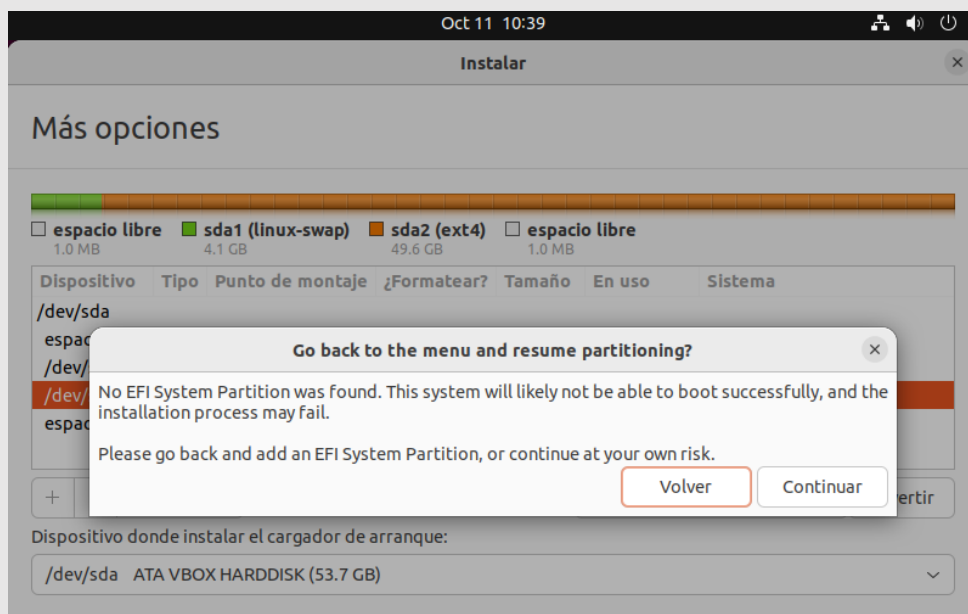 Oct 11 10:39
Instalar
Más opciones
espacio libre sda1 (linux-swap) sda2 (ext4) espacio libre
1.0 MB 4.1 GB 49.6 GB 1.0 MB
Dispositivo Tipo Punto de montaje ¿Formatear? Tamaño En uso Sistema
/dev/sda
espac
/dev/
/dev/
espac
Go back to the menu and resume partitioning?
No EFI System Partition was found. This system will likely not be able to boot successfully, and the
installation process may fail.
Please go back and add an EFI System Partition, or continue at your own risk.
Volver Continuar
+ ertir
Dispositivo donde instalar el cargador de arranque:
/dev/sda ATA VBOX HARDDISK (53.7 GB)